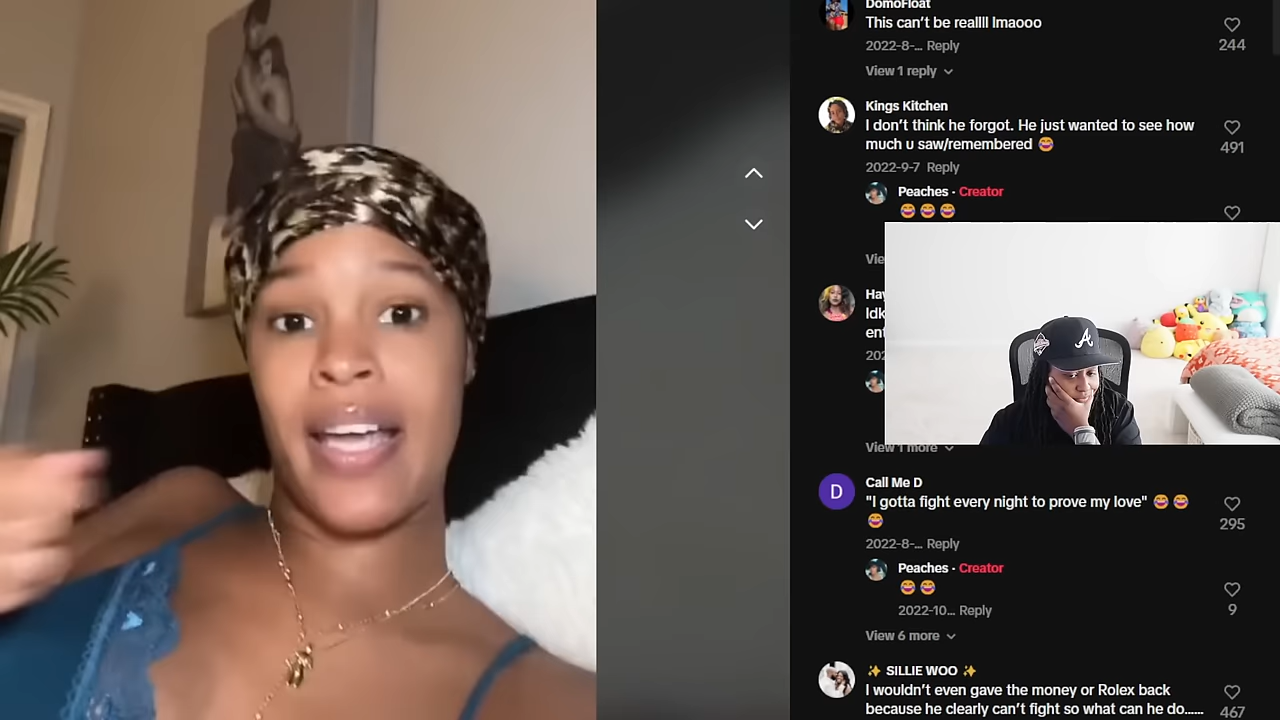 DomoFloat
This can't be reallll lmaooo
2022-8-... Reply
244
View 1 reply
Kings Kitchen
I don't think he forgot. He just wanted to see how
much u saw/remembered 😂
491
2022-9-7 Reply
Peaches · Creator
😂 😂 😂
A
View 1 more
D
Call Me D
"I gotta fight every night to prove my love" 😂 😂
😂
295
2022-8-... Reply
Peaches · Creator
😂 😂
9
2022-10... Reply
View 6 more
✨ SILLIE WOO ✨
I wouldn't even gave the money or Rolex back
because he clearly can't fight so what can he do......
467